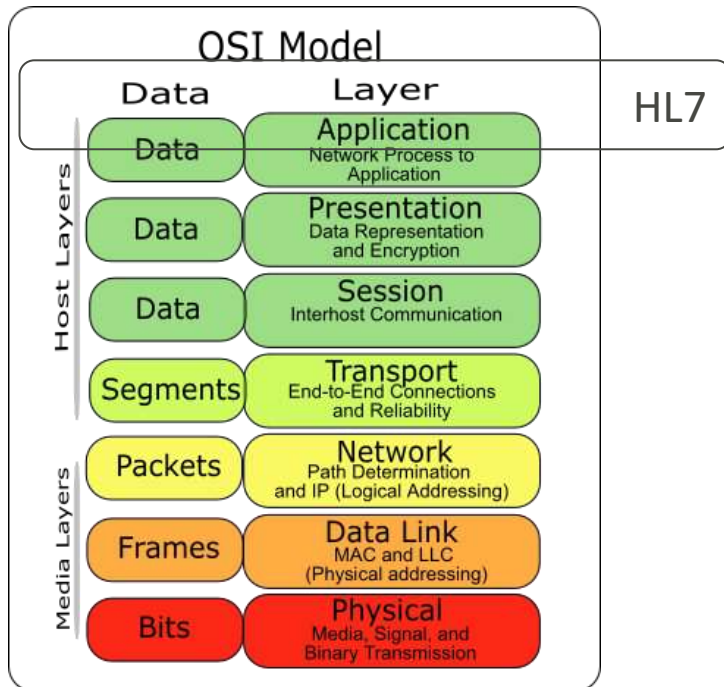 OSI Model
Data Layer
HL7
Host Layers
Data Application
Network Process to
Application
Data Presentation
Data Representation
and Encryption
Data Session
Interhost Communication
Segments Transport
End-to-End Connections
and Reliability
Media Layers
Packets Network
Path Determination
and IP (Logical Addressing)
Frames Data Link
MAC and LLC
(Physical addressing)
Bits Physical
Media, Signal, and
Binary Transmission